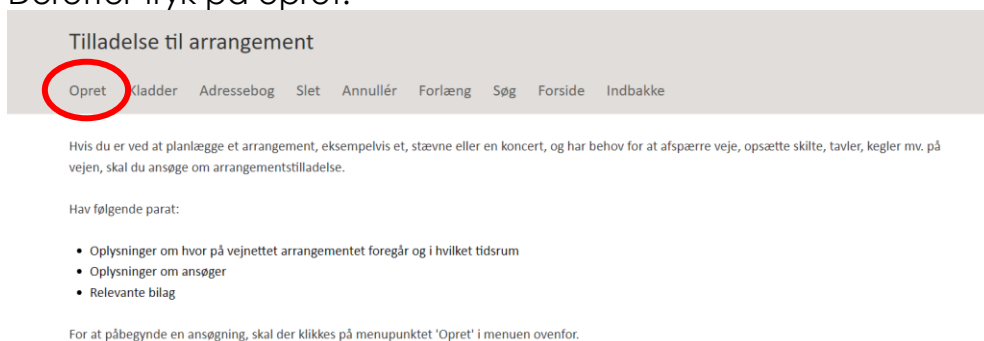 Derefter tryk på opret.
Tilladelse til arrangement
Opret Kladder Adressebog Slet Annullér Forlæng Søg Forside Indbakke
Hvis du er ved at planlægge et arrangement, eksempelvis et, stævne eller en koncert, og har behov for at afspærre veje, opsætte skilte, tavler, kegler mv. på
vejen, skal du ansøge om arrangementstilladelse.
Hav følgende parat:
• Oplysninger om hvor på vejnettet arrangementet foregår og i hvilket tidsrum
• Oplysninger om ansøger
• Relevante bilag
For at påbegynde en ansøgning, skal der klikkes på menupunktet 'Opret' i menuen ovenfor.